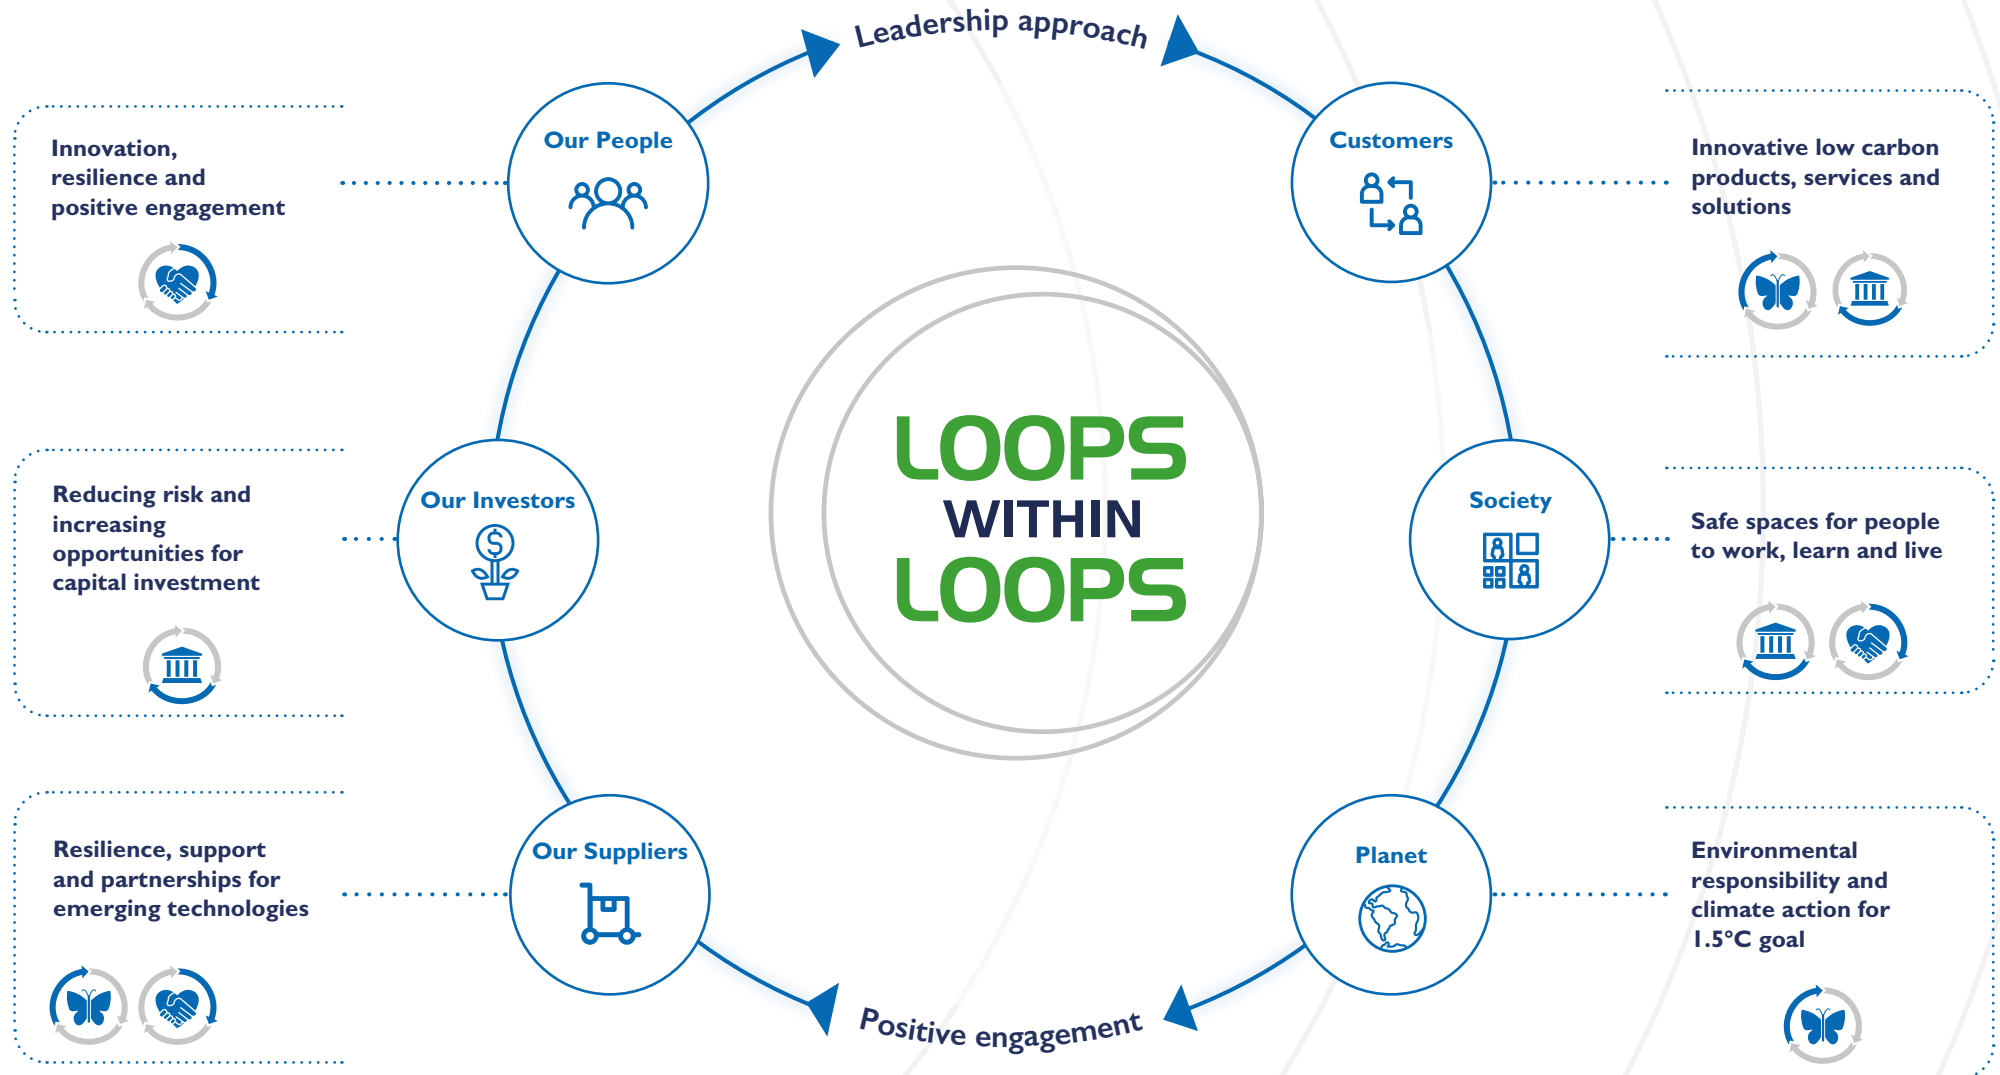 Leadership approach
Our People
Innovation,
resilience and
positive engagement
Our Investors
Reducing risk and
increasing
opportunities for
capital investment
Our Suppliers
Resilience, support
and partnerships for
emerging technologies
LOOPS
WITHIN
LOOPS
Customers
Innovative low carbon
products, services and
solutions
Society
Safe spaces for people
to work, learn and live
Planet
Environmental
responsibility and
climate action for
1.5°C goal
Positive engagement